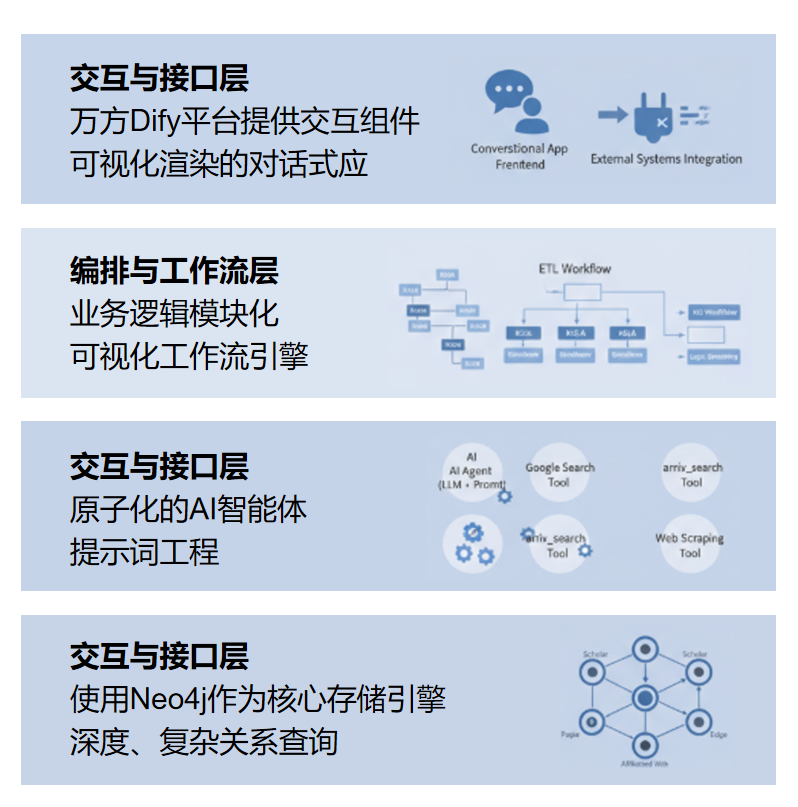 交互与接口层
万方Dify平台提供交互组件
可视化渲染的对话式应
Converstional App
Frentend
External Systems Integration
编排与工作流层
业务逻辑模块化
可视化工作流引擎
ETL Workflow
交互与接口层
原子化的AI智能体
提示词工程
AI
AI Agent
(LLM + Promt)
Google Search
Tool
arriv_search
Tool
arriv_search
Tool
Web Scraping
Tool
交互与接口层
使用Neo4j作为核心存储引擎
深度、复杂关系查询
Scholar
Scholar
Edge